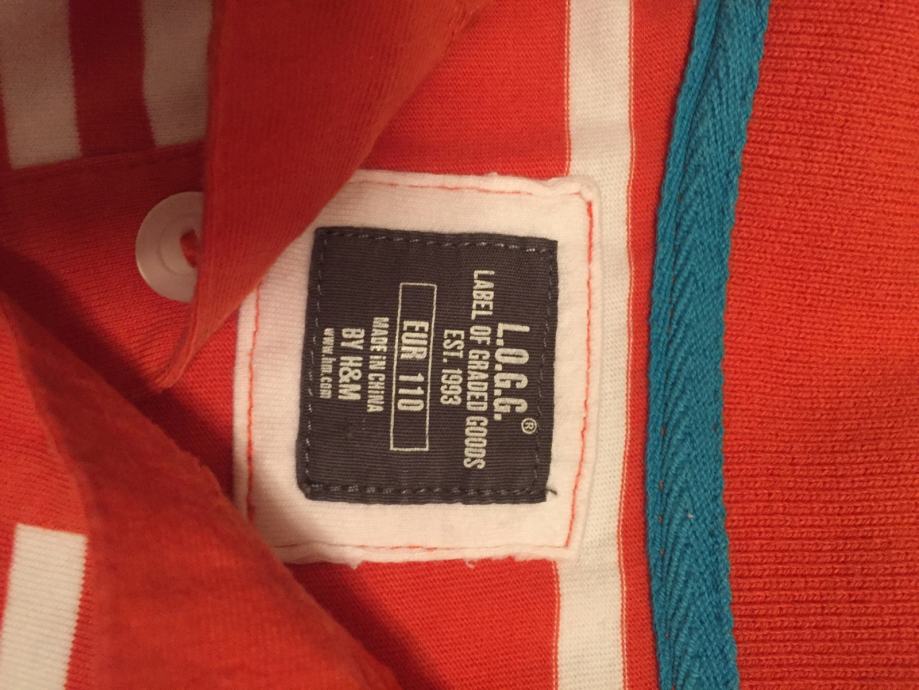 L.O.G.G.®
LABEL OF GRADED GOODS
EST. 1993
EUR 110
MADE IN CHINA
BY H&M
www.hm.com